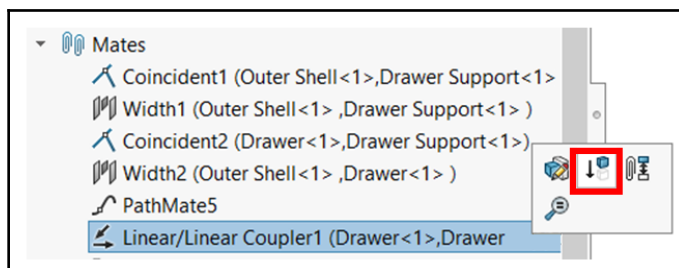 Mates
Coincident1 (Outer Shell<1>,Drawer Support<1>
Width1 (Outer Shell<1> ,Drawer Support<1> )
Coincident2 (Drawer<1>,Drawer Support<1>)
Width2 (Outer Shell<1> ,Drawer<1> )
PathMate5
Linear/Linear Coupler1 (Drawer<1>,Drawer